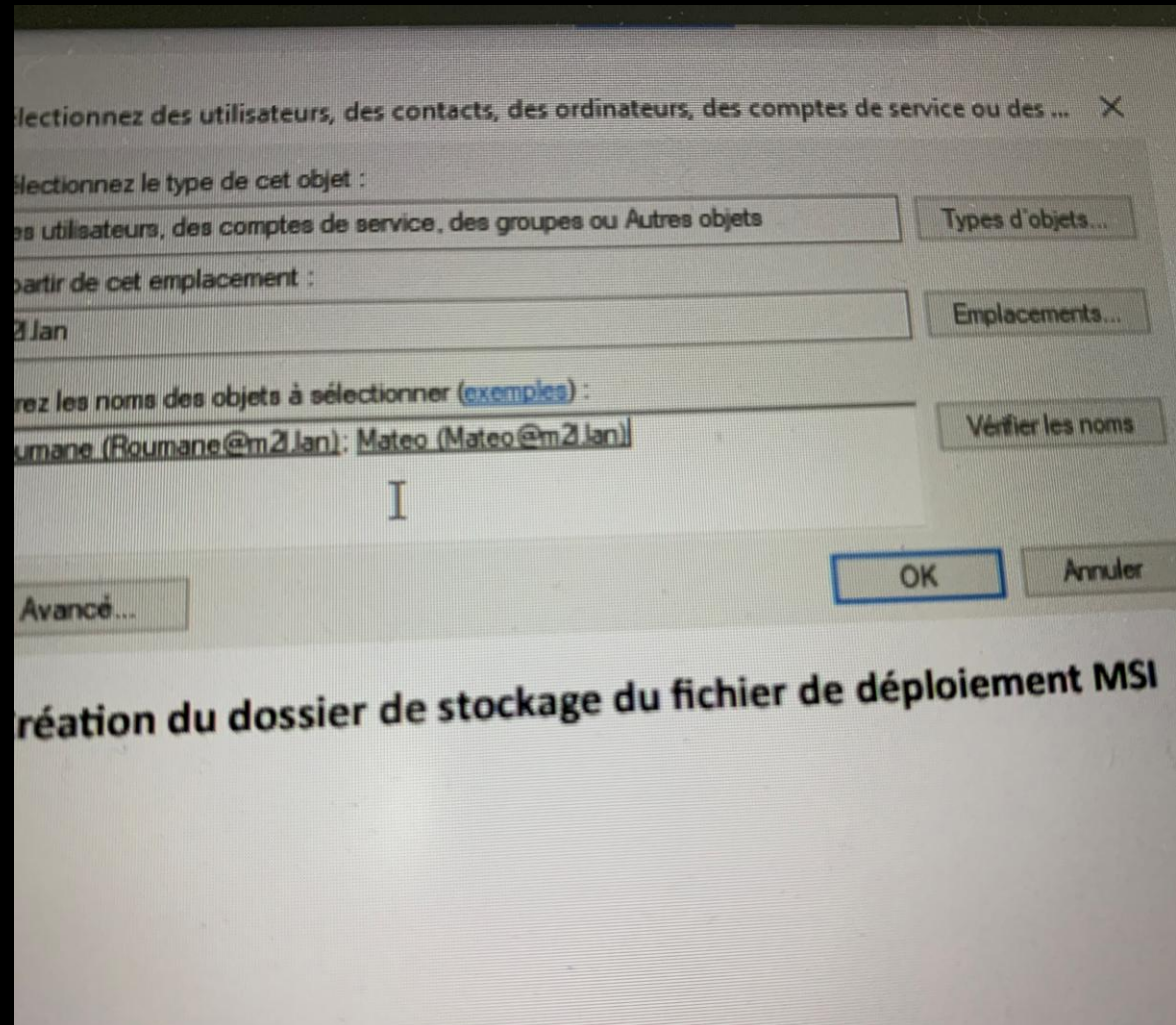 électionnez des utilisateurs, des contacts, des ordinateurs, des comptes de service ou des ...
électionnez le type de cet objet :
es utilisateurs, des comptes de service, des groupes ou Autres objets
Types d'objets...
partir de cet emplacement :
2l.lan
Emplacements...
rez les noms des objets à sélectionner (exemples) :
umane (Roumane@m2l.lan); Mateo (Mateo@m2l.lan)
Vérifier les noms
Avancé...
OK
Annuler
réation du dossier de stockage du fichier de déploiement MSI